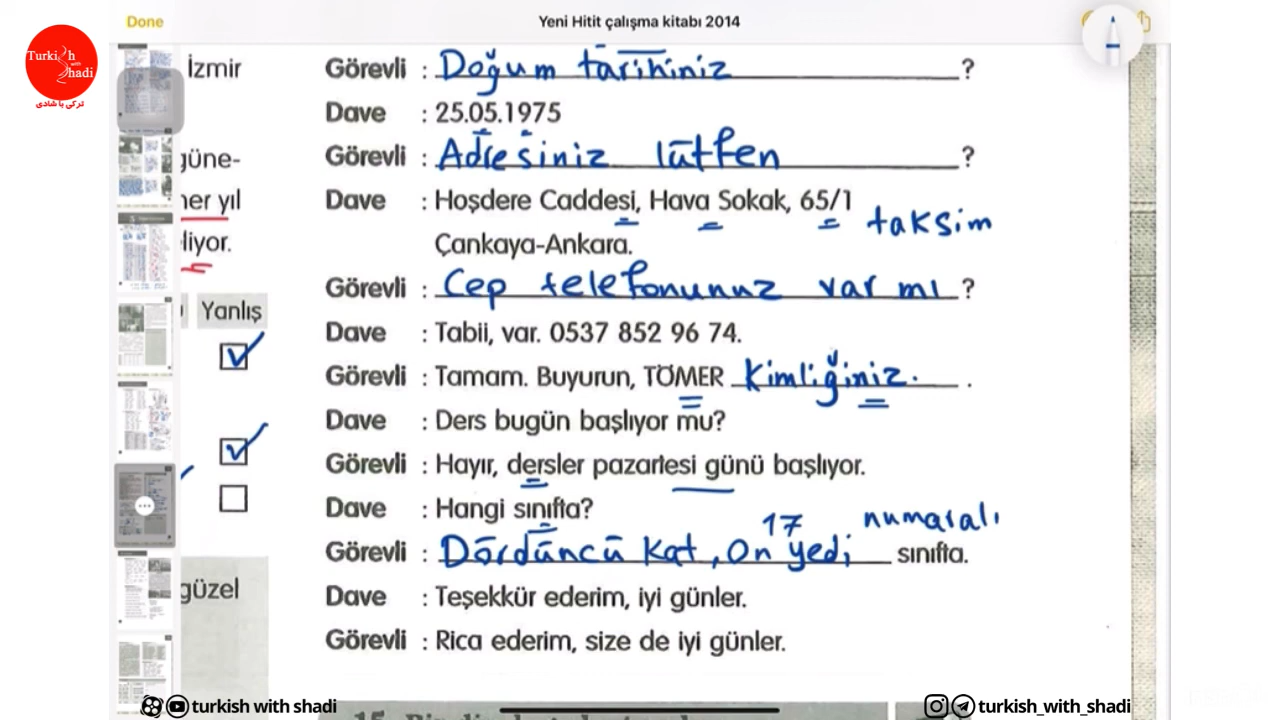 Done
Yeni Hitit çalışma kitabı 2014
Turkish
with
Shadi
ترکی با شادی
İzmir
güne-
her yıl
liyor.
Yanlış
güzel
Görevli : Doğum tarihiniz ?
Dave : 25.05.1975
Görevli : Adresiniz lütfen ?
Dave : Hoşdere Caddesi, Hava Sokak, 65/1
taksim
Çankaya-Ankara.
Görevli : Cep telefonunuz var mı ?
Dave : Tabii, var. 0537 852 96 74.
Görevli : Tamam. Buyurun, TÖMER Kimliğiniz. .
Dave : Ders bugün başlıyor mu?
Görevli : Hayır, dersler pazartesi günü başlıyor.
Dave : Hangi sınıfta?
17 numaralı
Görevli : Dördüncü kat, On yedi sınıfta.
Dave : Teşekkür ederim, iyi günler.
Görevli : Rica ederim, size de iyi günler.
turkish with shadi
turkish_with_shadi